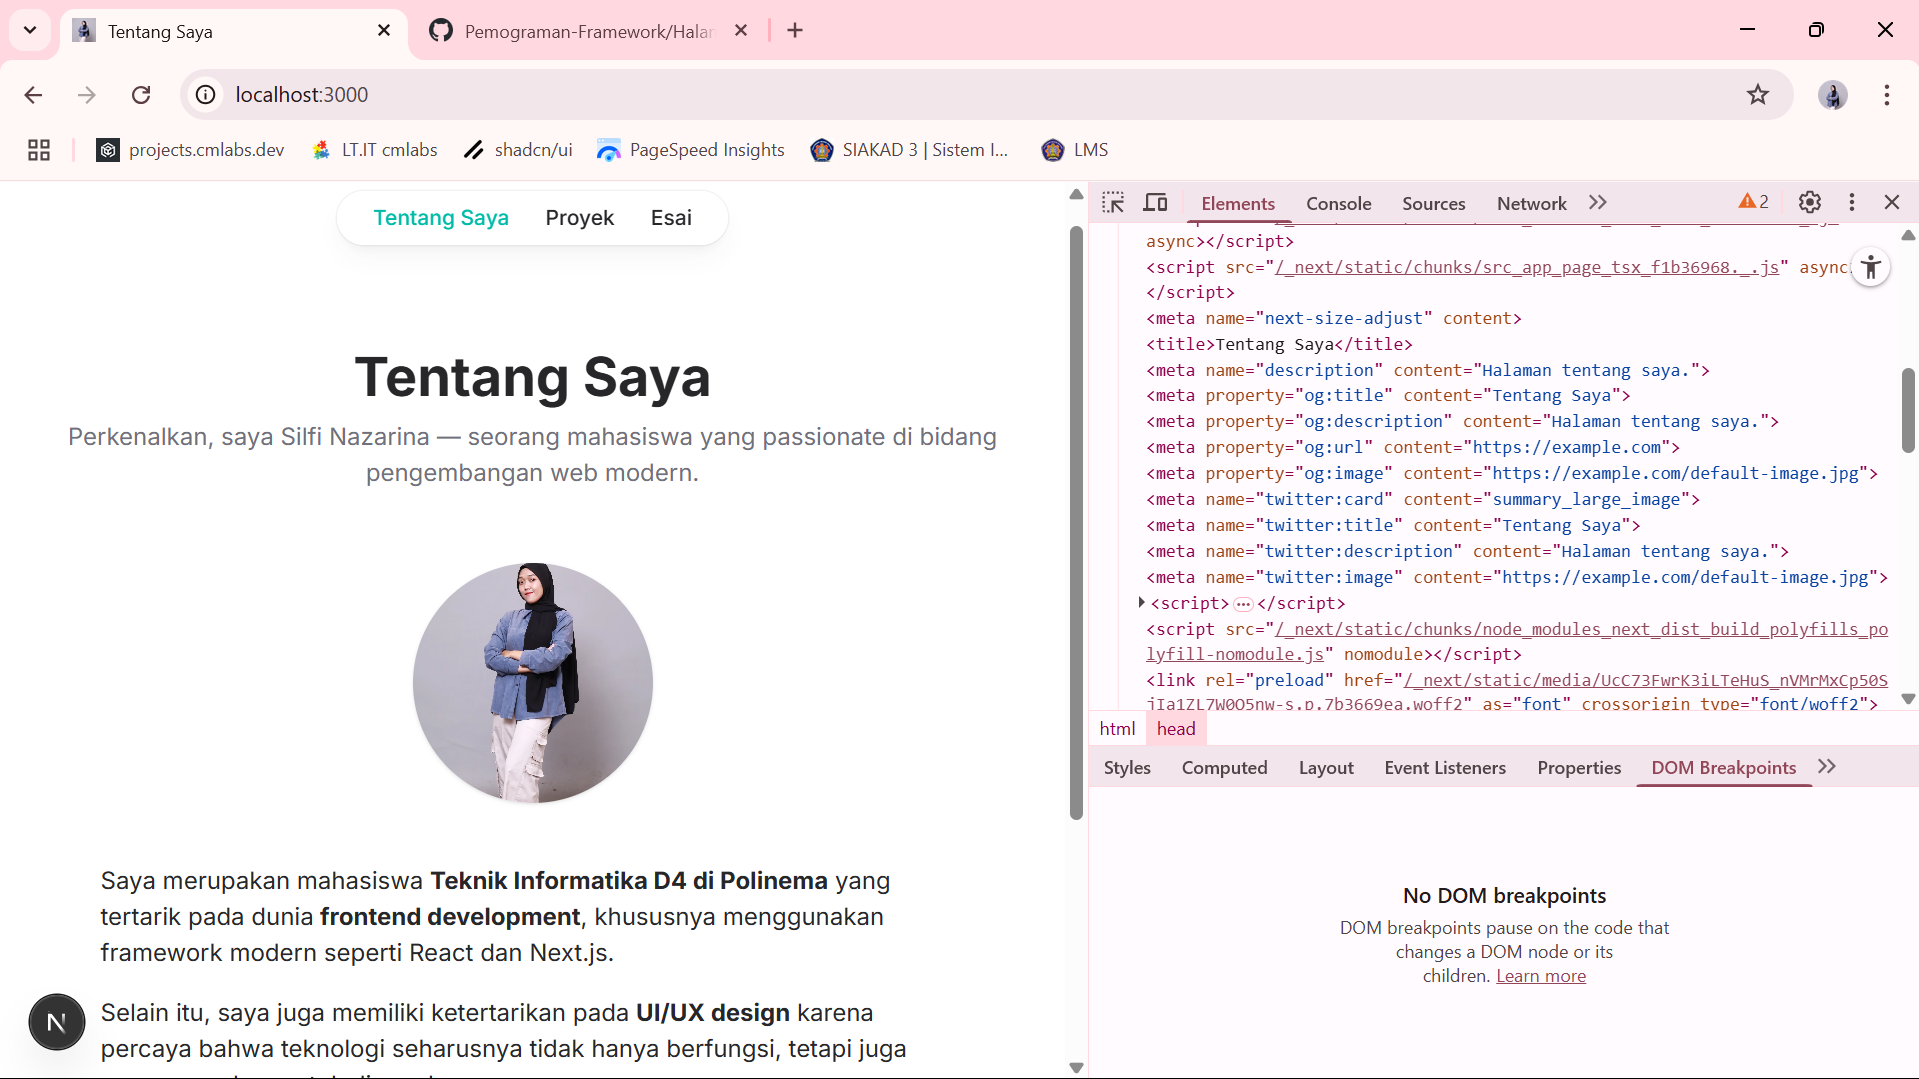 Tentang Saya
Pemograman-Framework/Halam
localhost:3000
projects.cmlabs.dev
LT.IT cmlabs
shadcn/ui
PageSpeed Insights
SIAKAD 3 | Sistem I...
LMS
Tentang Saya Proyek Esai
Tentang Saya
Perkenalkan, saya Silfi Nazarina — seorang mahasiswa yang passionate di bidang
pengembangan web modern.
Saya merupakan mahasiswa Teknik Informatika D4 di Polinema yang
tertarik pada dunia frontend development, khususnya menggunakan
framework modern seperti React dan Next.js.
Selain itu, saya juga memiliki ketertarikan pada UI/UX design karena
percaya bahwa teknologi seharusnya tidak hanya berfungsi, tetapi juga
N
Elements Console Sources Network 2
async></script>
<script src="/_next/static/chunks/src_app_page_tsx_f1b36968._.js" async
</script>
<meta name="next-size-adjust" content>
<title>Tentang Saya</title>
<meta name="description" content="Halaman tentang saya.">
<meta property="og:title" content="Tentang Saya">
<meta property="og:description" content="Halaman tentang saya.">
<meta property="og:url" content="https://example.com">
<meta property="og:image" content="https://example.com/default-image.jpg">
<meta name="twitter:card" content="summary_large_image">
<meta name="twitter:title" content="Tentang Saya">
<meta name="twitter:description" content="Halaman tentang saya.">
<meta name="twitter:image" content="https://example.com/default-image.jpg">
<script>…</script>
<script src="/_next/static/chunks/node_modules_next_dist_build_polyfills_po
lyfill-nomodule.js" nomodule></script>
<link rel="preload" href="/_next/static/media/UcC73FwrK3iLTeHuS_nVMrMxCp50S
jIa1ZL7W0Q5nw-s.p.7b3669ea.woff2" as="font" crossorigin type="font/woff2">
html head
Styles Computed Layout Event Listeners Properties DOM Breakpoints
No DOM breakpoints
DOM breakpoints pause on the code that
changes a DOM node or its
children. Learn more